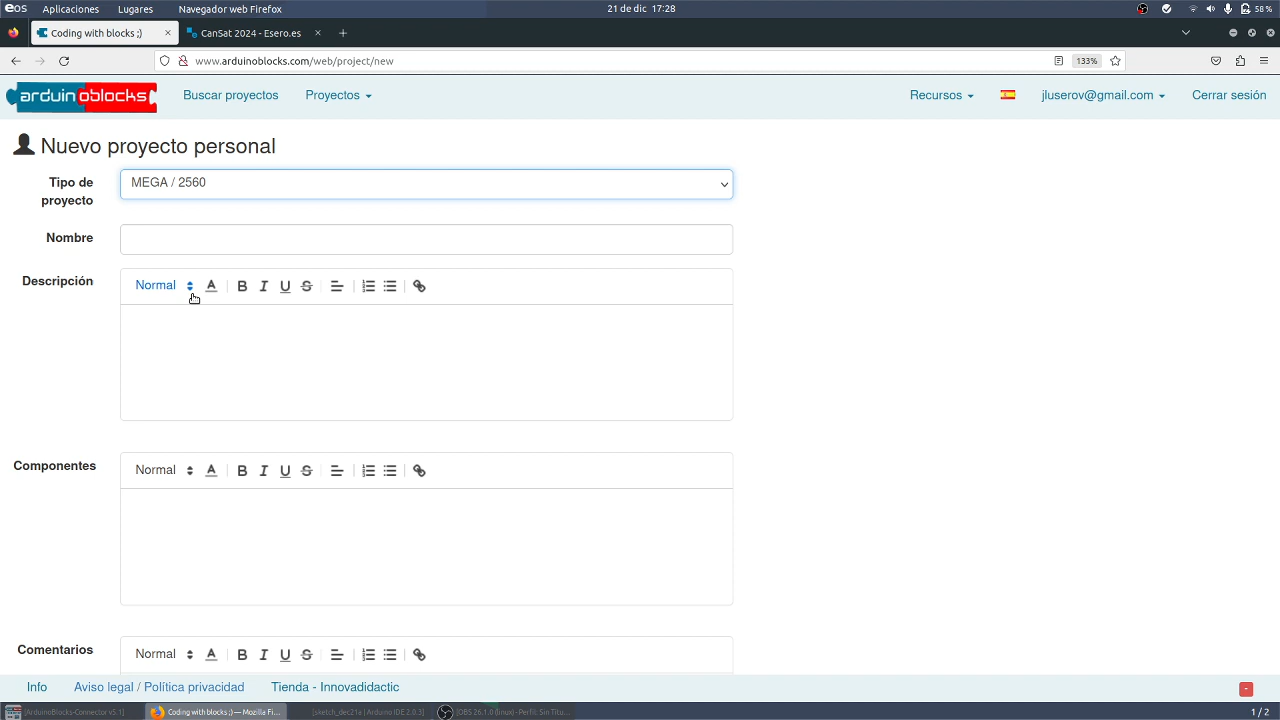 eos Aplicaciones Lugares Navegador web Firefox 21 de dic 17:28 58 %
Coding with blocks ;) × CanSat 2024 - Esero.es × +
www.arduinoblocks.com/web/project/new 133%
arduinoblocks Buscar proyectos Proyectos Recursos jluserov@gmail.com Cerrar sesión
Nuevo proyecto personal
Tipo de proyecto MEGA / 2560
Nombre
Descripción Normal A B I U S
Componentes Normal A B I U S
Comentarios Normal A B I U S
Info Aviso legal / Política privacidad Tienda - Innovadidactic -
[ArduinoBlocks-Connector v5.1] Coding with blocks ;) — Mozilla Fi... [sketch_dec21a | Arduino IDE 2.0.3] [OBS 26.1.0 (linux) - Perfil: Sin Títu... 1 / 2